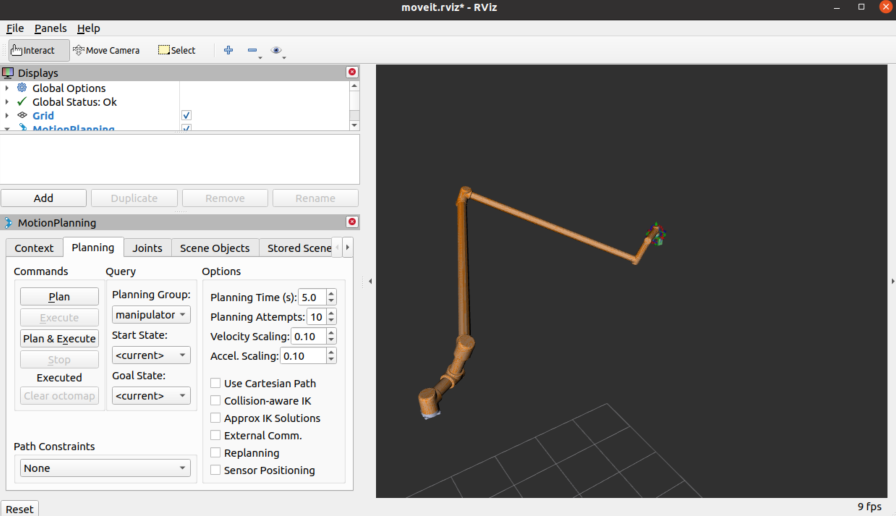 moveit.rviz* - RViz
File Panels Help
Interact Move Camera Select
Displays
Global Options
Global Status: Ok
Grid
MotionPlanning
Add Duplicate Remove Rename
MotionPlanning
Context Planning Joints Scene Objects Stored Scene
Commands Query Options
Plan Planning Group: Planning Time (s): 5.0
Execute manipulator Planning Attempts: 10
Plan & Execute Start State: Velocity Scaling: 0.10
Stop <current> Accel. Scaling: 0.10
Executed Goal State: Use Cartesian Path
Clear octomap <current> Collision-aware IK
Approx IK Solutions
External Comm.
Path Constraints Replanning
None Sensor Positioning
Reset 9 fps